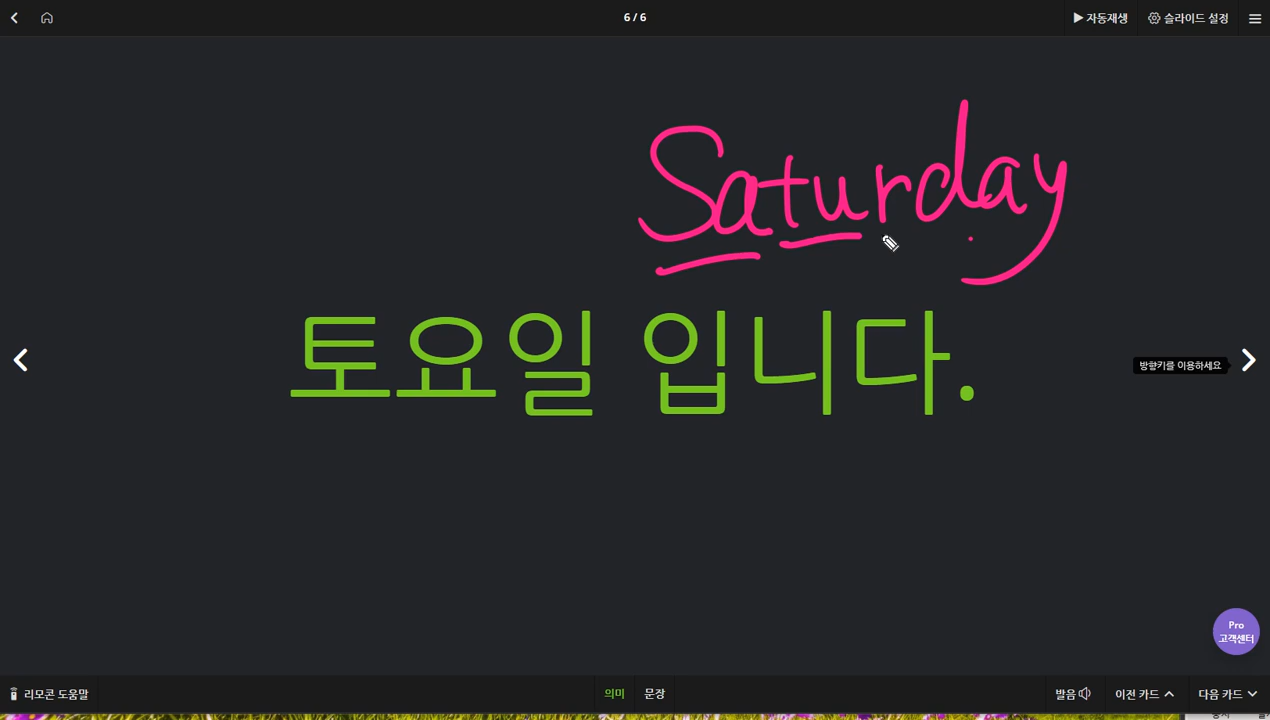 6 / 6
자동재생
슬라이드 설정
Saturday
토요일 입니다.
방향키를 이용하세요
Pro
고객센터
리모콘 도움말
의미
문장
발음
이전 카드
다음 카드